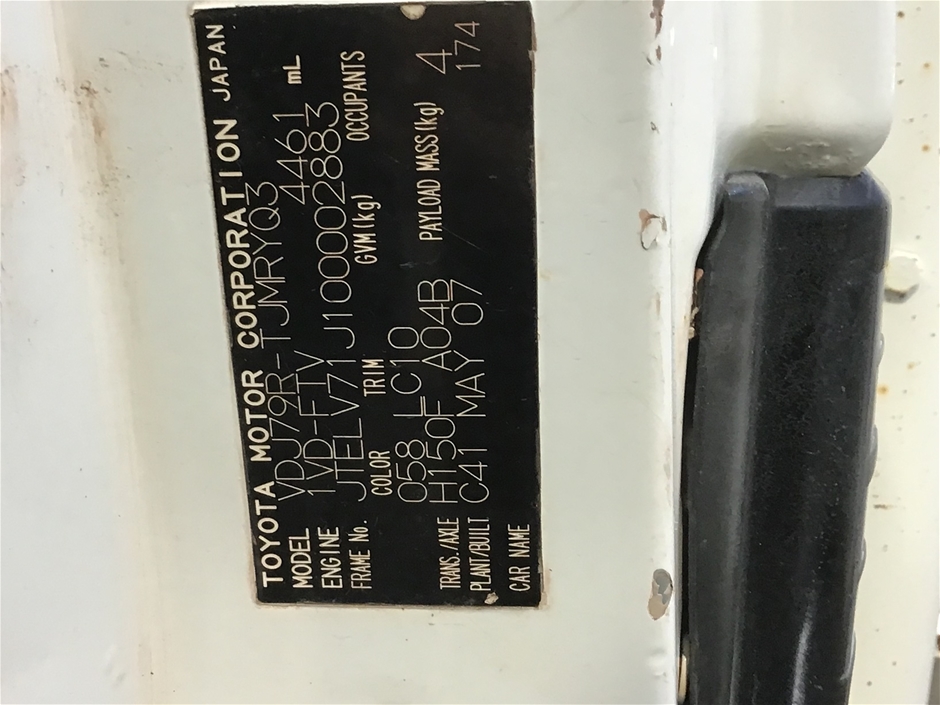 TOYOTA MOTOR CORPORATION JAPAN
MODEL VDJ79R-TJMRYQ3
ENGINE 1VD-FTV 4461 mL
FRAME No. JTELV71J100002883
COLOR TRIM GVM(kg) OCCUPANTS
058 LC10
TRANS./AXLE H150F A04B PAYLOAD MASS(kg) 4
PLANT/BUILT C41 MAY 07 174
CAR NAME